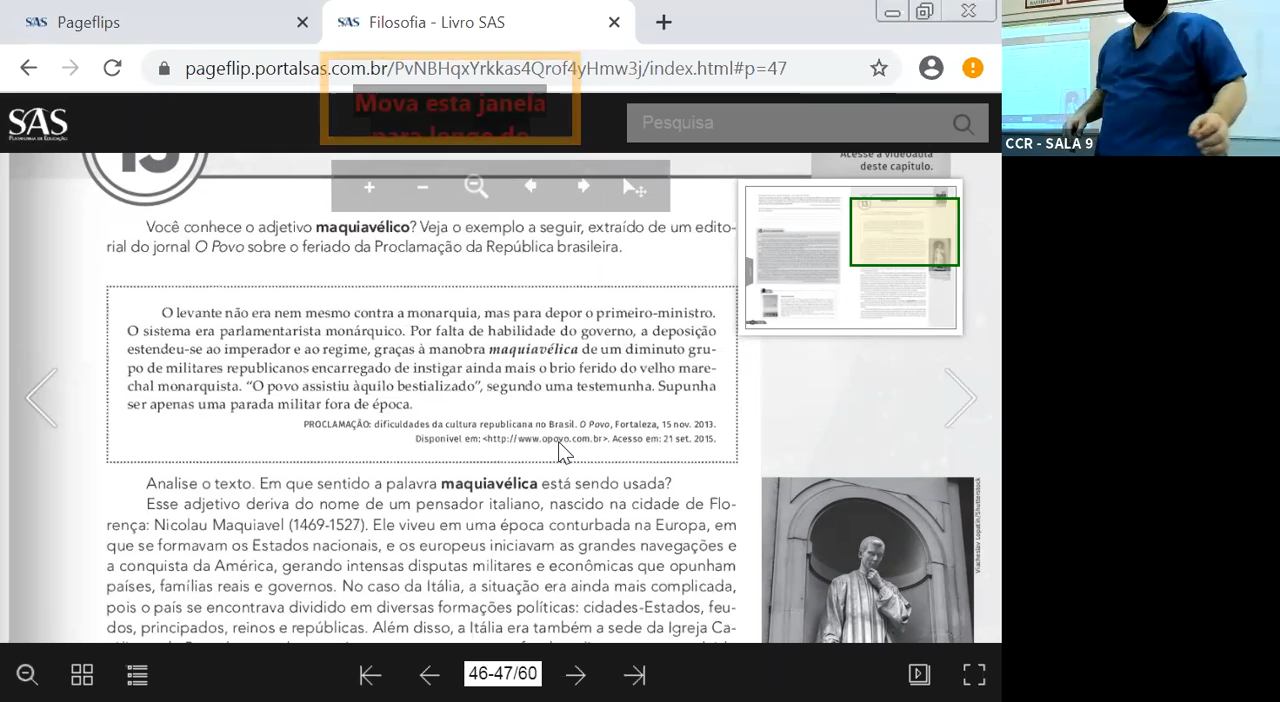 SAS Pageflips
SAS Filosofia - Livro SAS
pageflip.portalsas.com.br/PvNBHqxYrkkas4Qrof4yHmw3j/index.html#p=47
Mova esta janela
para longe de
SAS
PLATAFORMA DE EDUCAÇÃO
Pesquisa
CCR - SALA 9
13
Acesse a videoaula
deste capítulo.
Você conhece o adjetivo maquiavélico? Veja o exemplo a seguir, extraído de um edito-
rial do jornal O Povo sobre o feriado da Proclamação da República brasileira.
O levante não era nem mesmo contra a monarquia, mas para depor o primeiro-ministro.
O sistema era parlamentarista monárquico. Por falta de habilidade do governo, a deposição
estendeu-se ao imperador e ao regime, graças à manobra maquiavélica de um diminuto gru-
po de militares republicanos encarregado de instigar ainda mais o brio ferido do velho mare-
chal monarquista. “O povo assistiu àquilo bestializado”, segundo uma testemunha. Supunha
ser apenas uma parada militar fora de época.
PROCLAMAÇÃO: dificuldades da cultura republicana no Brasil. O Povo, Fortaleza, 15 nov. 2013.
Disponível em: <http://www.opovo.com.br>. Acesso em: 21 set. 2015.
Analise o texto. Em que sentido a palavra maquiavélica está sendo usada?
Esse adjetivo deriva do nome de um pensador italiano, nascido na cidade de Flo-
rença: Nicolau Maquiavel (1469-1527). Ele viveu em uma época conturbada na Europa, em
que se formavam os Estados nacionais, e os europeus iniciavam as grandes navegações e
a conquista da América, gerando intensas disputas militares e econômicas que opunham
países, famílias reais e governos. No caso da Itália, a situação era ainda mais complicada,
pois o país se encontrava dividido em diversas formações políticas: cidades-Estados, feu-
dos, principados, reinos e repúblicas. Além disso, a Itália era também a sede da Igreja Ca-
Viacheslav Lopatin/Shutterstock
46-47/60